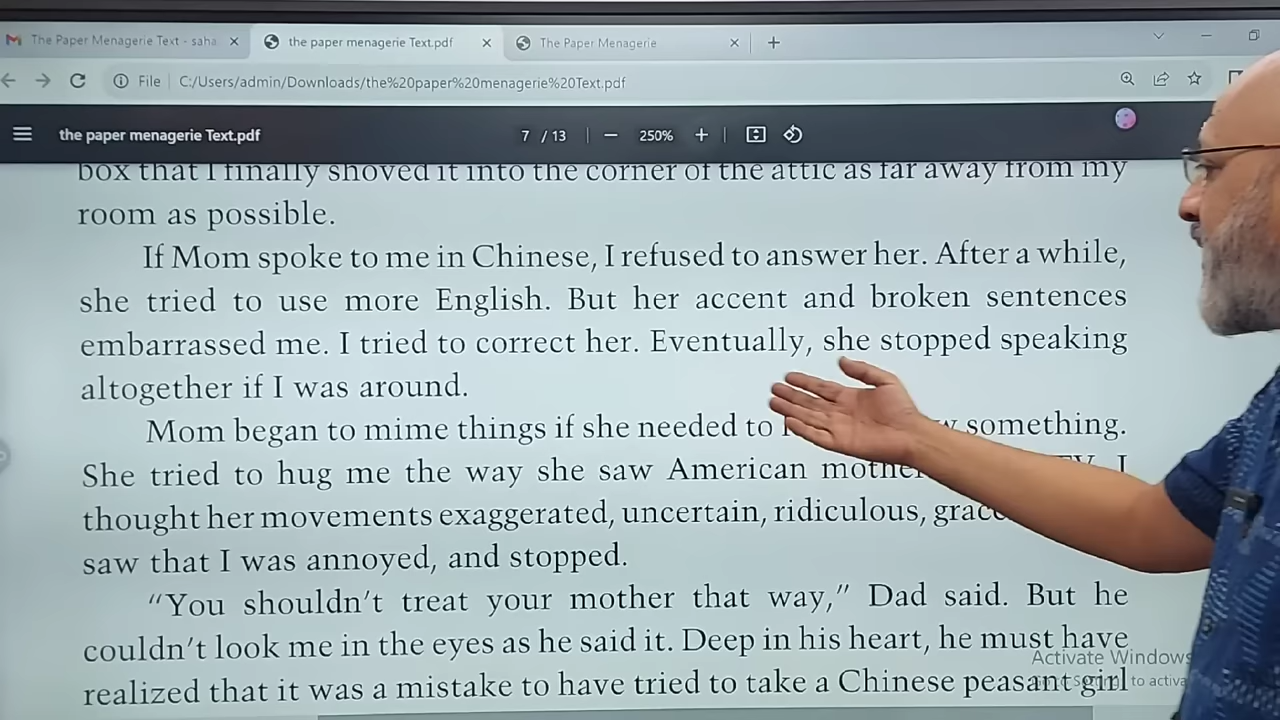 The Paper Menagerie Text - saha
the paper menagerie Text.pdf
The Paper Menagerie
File C:/Users/admin/Downloads/the%20paper%20menagerie%20Text.pdf
the paper menagerie Text.pdf 7 / 13 250%
box that I finally shoved it into the corner of the attic as far away from my
room as possible.
If Mom spoke to me in Chinese, I refused to answer her. After a while,
she tried to use more English. But her accent and broken sentences
embarrassed me. I tried to correct her. Eventually, she stopped speaking
altogether if I was around.
Mom began to mime things if she needed to something.
She tried to hug me the way she saw American I
thought her movements exaggerated, uncertain, ridiculous,
saw that I was annoyed, and stopped.
“You shouldn’t treat your mother that way,” Dad said. But he
couldn’t look me in the eyes as he said it. Deep in his heart, he must have
realized that it was a mistake to have tried to take a Chinese peasant girl
Activate Windows
to activa